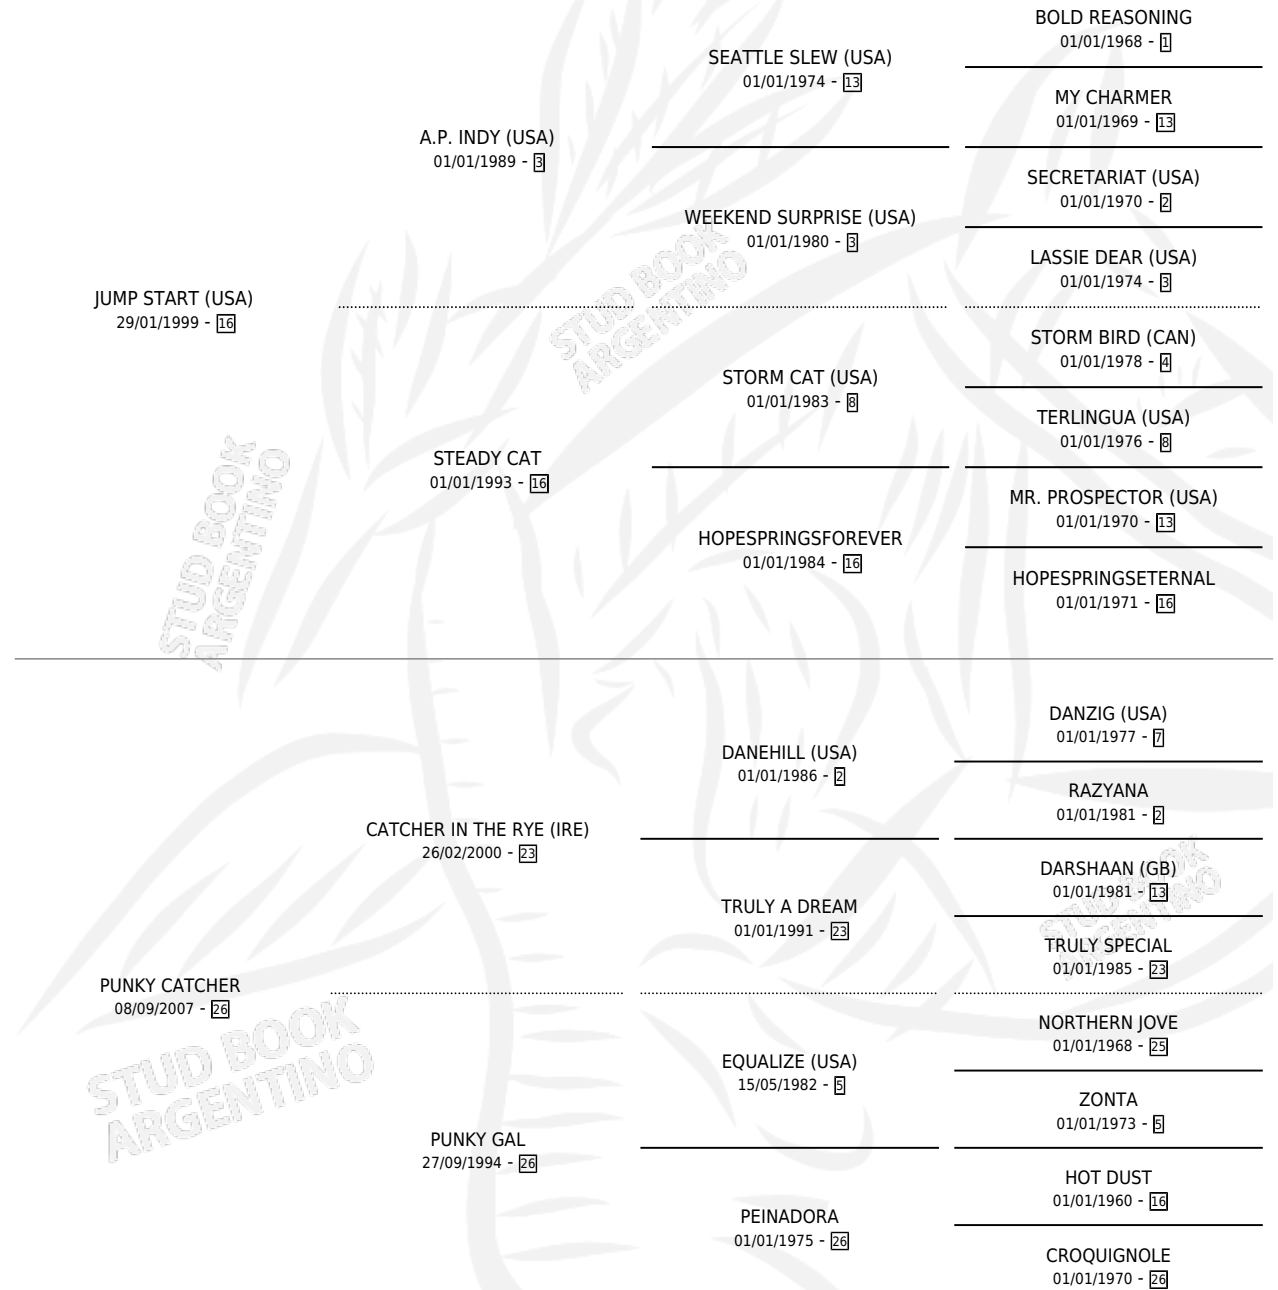 BOLD REASONING
01/01/1968 - 1
SEATTLE SLEW (USA)
01/01/1974 - 13
MY CHARMER
01/01/1969 - 13
A.P. INDY (USA)
01/01/1989 - 3
SECRETARIAT (USA)
01/01/1970 - 2
WEEKEND SURPRISE (USA)
01/01/1980 - 3
LASSIE DEAR (USA)
01/01/1974 - 3
JUMP START (USA)
29/01/1999 - 16
STORM BIRD (CAN)
01/01/1978 - 4
STORM CAT (USA)
01/01/1983 - 8
TERLINGUA (USA)
01/01/1976 - 8
STEADY CAT
01/01/1993 - 16
MR. PROSPECTOR (USA)
01/01/1970 - 13
HOPESPRINGSFOREVER
01/01/1984 - 16
HOPESPRINGSETERNAL
01/01/1971 - 16
DANZIG (USA)
01/01/1977 - 7
DANEHILL (USA)
01/01/1986 - 2
RAZYANA
01/01/1981 - 2
CATCHER IN THE RYE (IRE)
26/02/2000 - 23
DARSHAAN (GB)
01/01/1981 - 13
TRULY A DREAM
01/01/1991 - 23
TRULY SPECIAL
01/01/1985 - 23
PUNKY CATCHER
08/09/2007 - 26
NORTHERN JOVE
01/01/1968 - 25
EQUALIZE (USA)
15/05/1982 - 5
ZONTA
01/01/1973 - 5
PUNKY GAL
27/09/1994 - 26
HOT DUST
01/01/1960 - 16
PEINADORA
01/01/1975 - 26
CROQUIGNOLE
01/01/1970 - 26
STUD BOOK
ARGENTINO
STUD BOOK
ARGENTINO
STUD BOOK
ARGENTINO
STUD BOOK
ARGENTINO